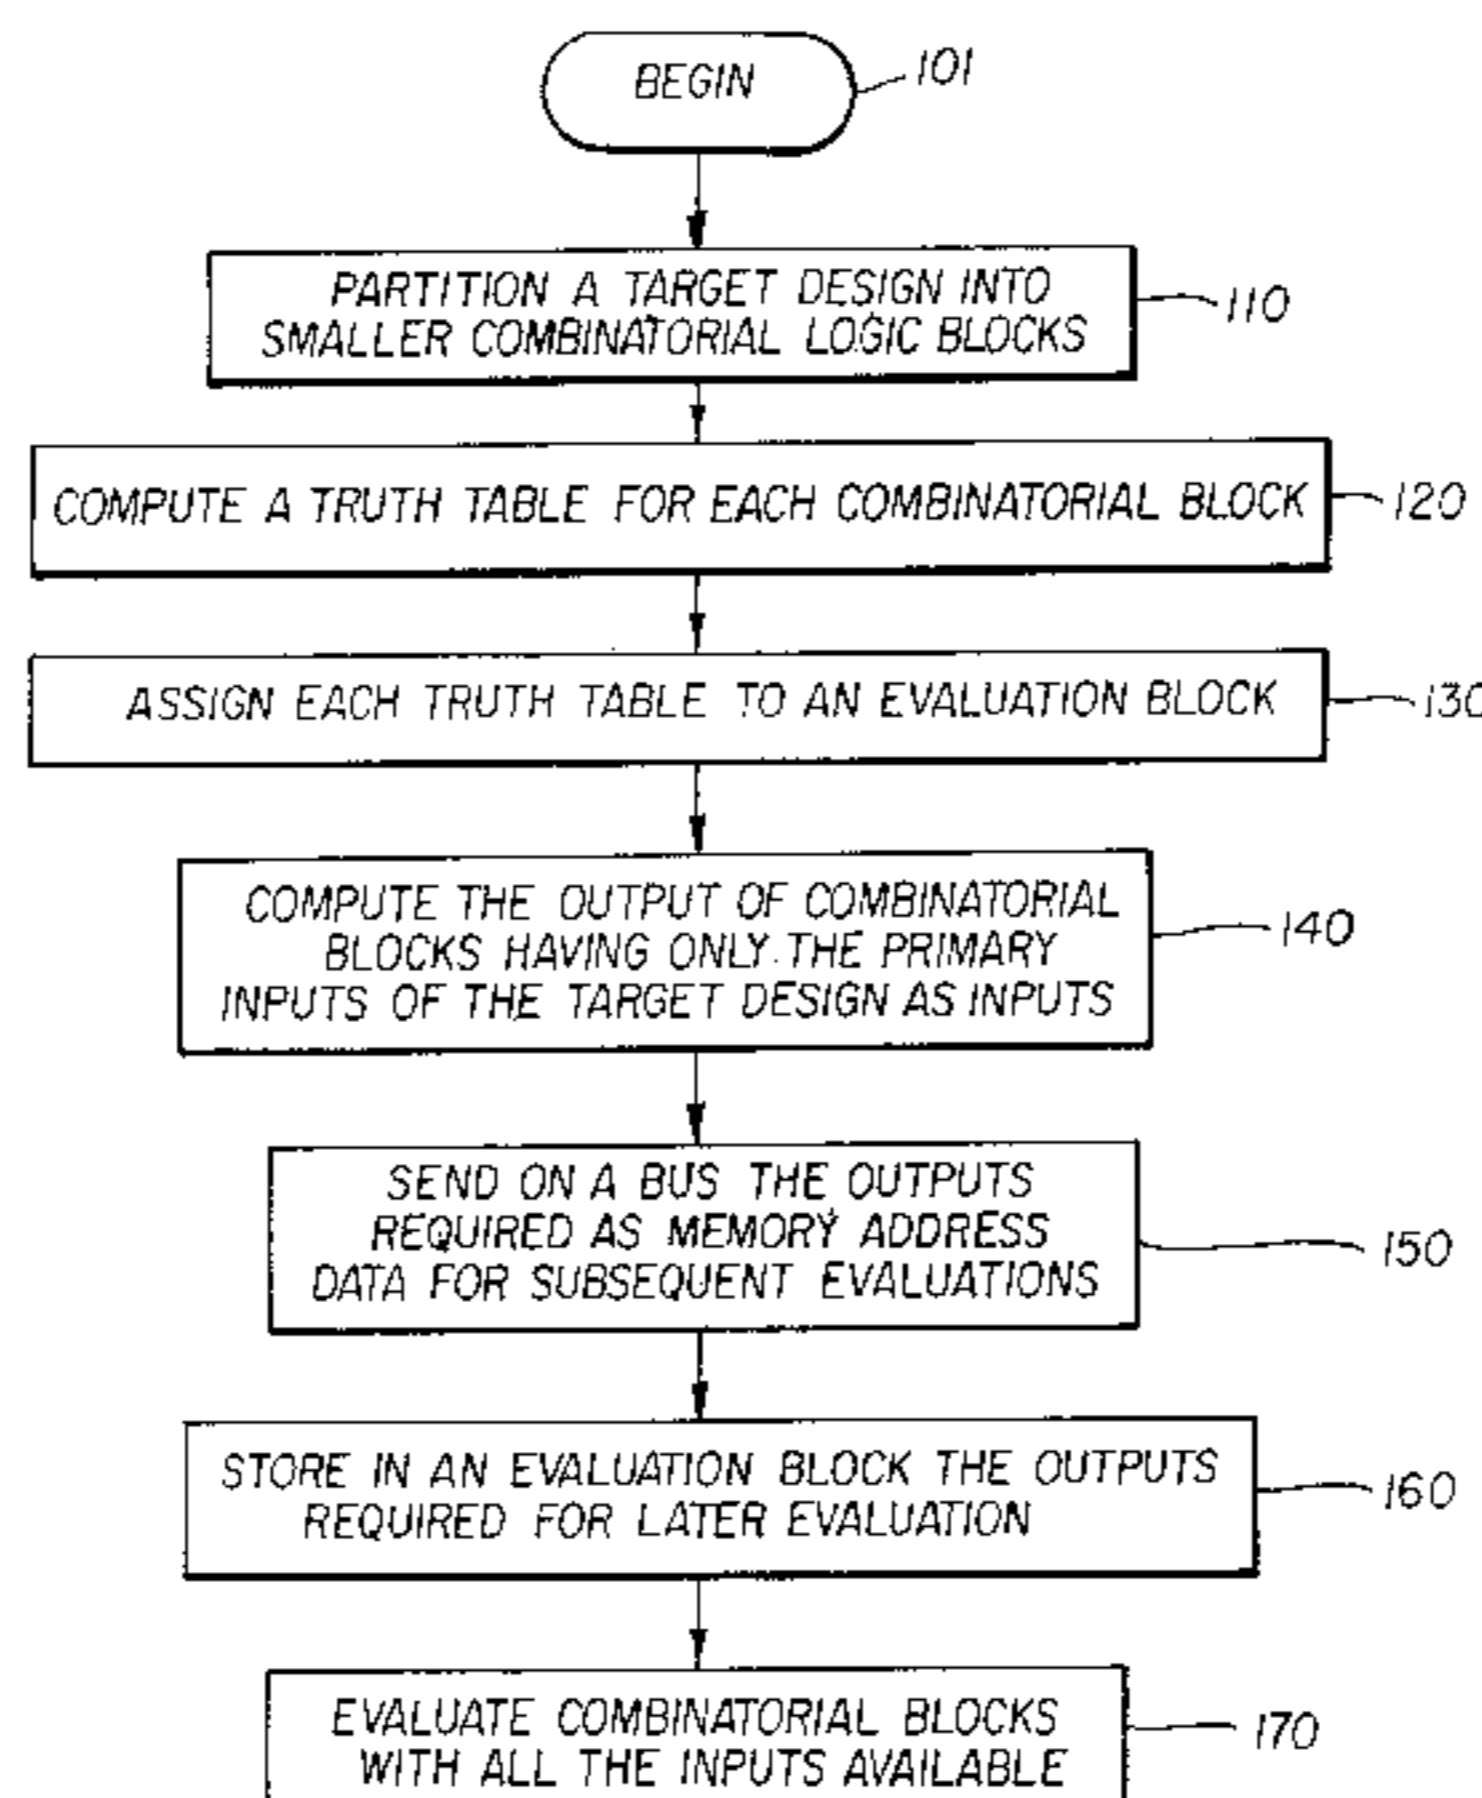 BEGIN
101
PARTITION A TARGET DESIGN INTO
SMALLER COMBINATORIAL LOGIC BLOCKS
110
COMPUTE A TRUTH TABLE FOR EACH COMBINATORIAL BLOCK
120
ASSIGN EACH TRUTH TABLE TO AN EVALUATION BLOCK
130
COMPUTE THE OUTPUT OF COMBINATORIAL
BLOCKS HAVING ONLY THE PRIMARY
INPUTS OF THE TARGET DESIGN AS INPUTS
140
SEND ON A BUS THE OUTPUTS
REQUIRED AS MEMORY ADDRESS
DATA FOR SUBSEQUENT EVALUATIONS
150
STORE IN AN EVALUATION BLOCK THE OUTPUTS
REQUIRED FOR LATER EVALUATION
160
EVALUATE COMBINATORIAL BLOCKS
WITH ALL THE INPUTS AVAILABLE
170